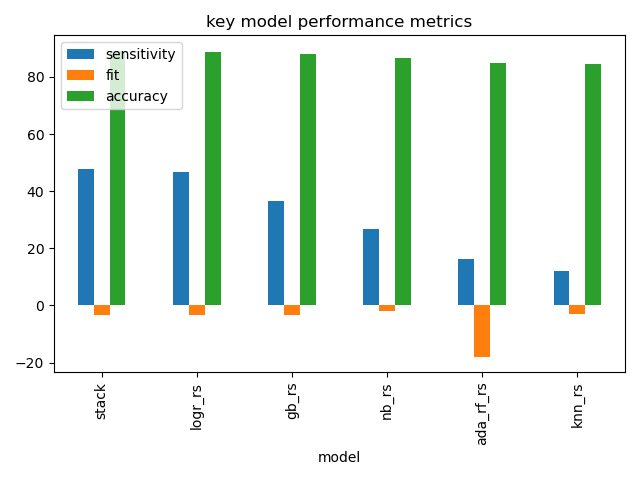 key model performance metrics
sensitivity
fit
accuracy
80
60
40
20
0
−20
stack
logr_rs
gb_rs
nb_rs
ada_rf_rs
knn_rs
model